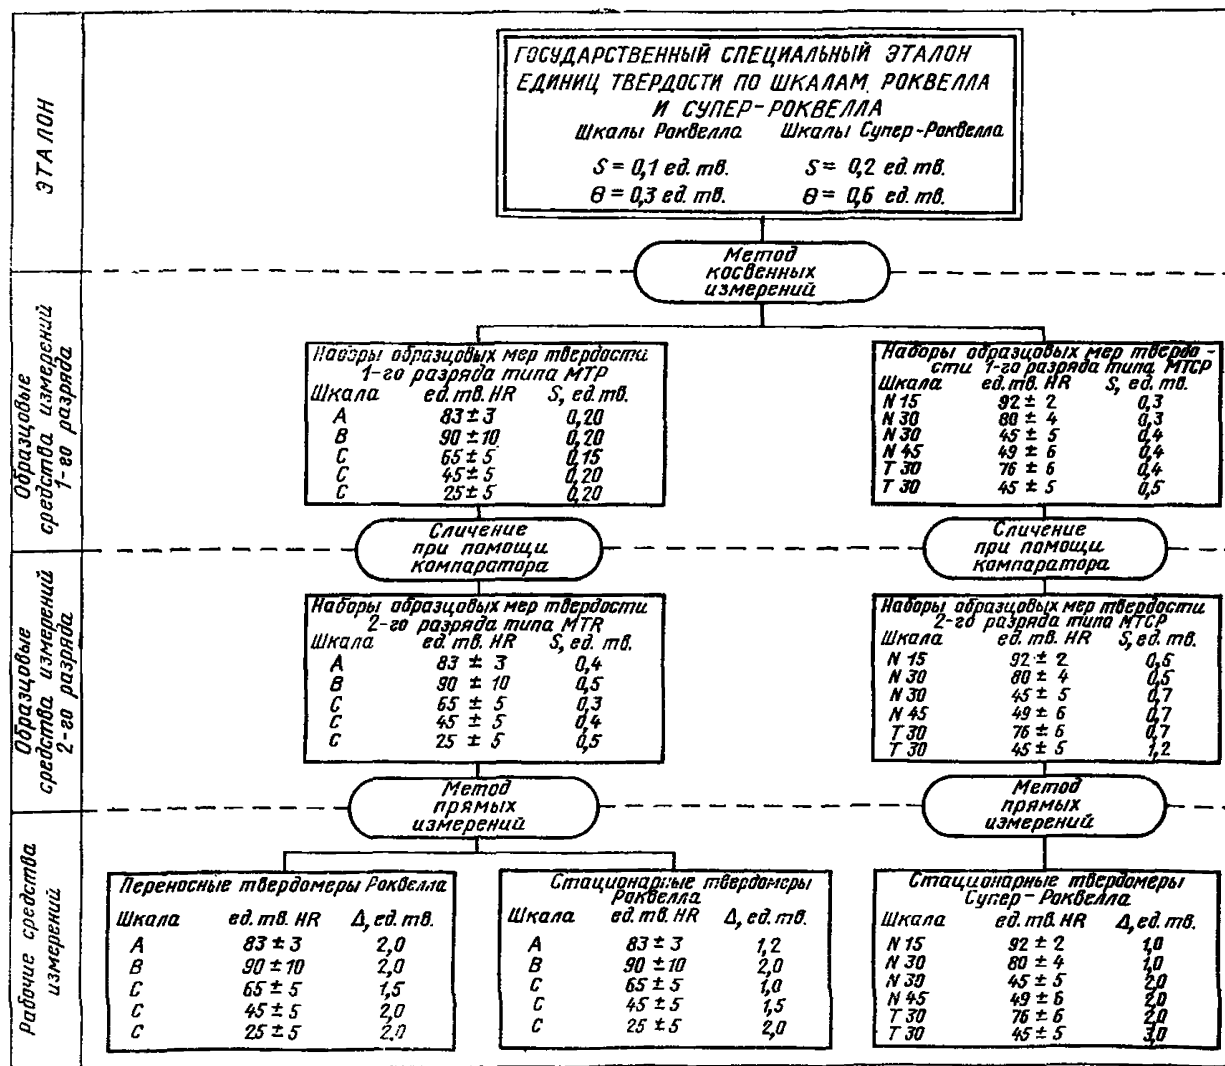 ЭТАЛОН
ГОСУДАРСТВЕННЫЙ СПЕЦИАЛЬНЫЙ ЭТАЛОН
ЕДИНИЦ ТВЕРДОСТИ ПО ШКАЛАМ РОКВЕЛЛА
И СУПЕР-РОКВЕЛЛА
Шкалы Роквелла Шкалы Супер-Роквелла
S = 0,1 ед. тв. S = 0,2 ед. тв.
Θ = 0,3 ед. тв. Θ = 0,6 ед. тв.
Метод
косвенных
измерений
Образцовые
средства измерений
1-го разряда
Наборы образцовых мер твердости
1-го разряда типа МТР
Шкала ед. тв. HR S, ед. тв.
A 83 ± 3 0,20
B 90 ± 10 0,20
C 65 ± 5 0,15
C 45 ± 5 0,20
C 25 ± 5 0,20
Наборы образцовых мер твердо-
сти 1-го разряда типа МТСР
Шкала ед. тв. HR S, ед. тв.
N 15 92 ± 2 0,3
N 30 80 ± 4 0,3
N 30 45 ± 5 0,4
N 45 49 ± 6 0,4
T 30 76 ± 6 0,4
T 30 45 ± 5 0,5
Сличение
при помощи
компаратора
Сличение
при помощи
компаратора
Образцовые
средства измерений
2-го разряда
Наборы образцовых мер твердости
2-го разряда типа МТR
Шкала ед. тв. HR S, ед. тв.
A 83 ± 3 0,4
B 90 ± 10 0,5
C 65 ± 5 0,3
C 45 ± 5 0,4
C 25 ± 5 0,5
Наборы образцовых мер твердости
2-го разряда типа МТСР
Шкала ед. тв. HR S, ед. тв.
N 15 92 ± 2 0,5
N 30 80 ± 4 0,5
N 30 45 ± 5 0,7
N 45 49 ± 6 0,7
T 30 76 ± 6 0,7
T 30 45 ± 5 1,2
Метод
прямых
измерений
Метод
прямых
измерений
Рабочие средства
измерений
Переносные твердомеры Роквелла
Шкала ед. тв. HR Δ, ед. тв.
A 83 ± 3 2,0
B 90 ± 10 2,0
C 65 ± 5 1,5
C 45 ± 5 2,0
C 25 ± 5 2,0
Стационарные твердомеры
Роквелла
Шкала ед. тв. HR Δ, ед. тв.
A 83 ± 3 1,2
B 90 ± 10 2,0
C 65 ± 5 1,0
C 45 ± 5 1,5
C 25 ± 5 2,0
Стационарные твердомеры
Супер-Роквелла
Шкала ед. тв. HR Δ, ед. тв.
N 15 92 ± 2 1,0
N 30 80 ± 4 1,0
N 30 45 ± 5 2,0
N 45 49 ± 6 2,0
T 30 76 ± 6 2,0
T 30 45 ± 5 3,0